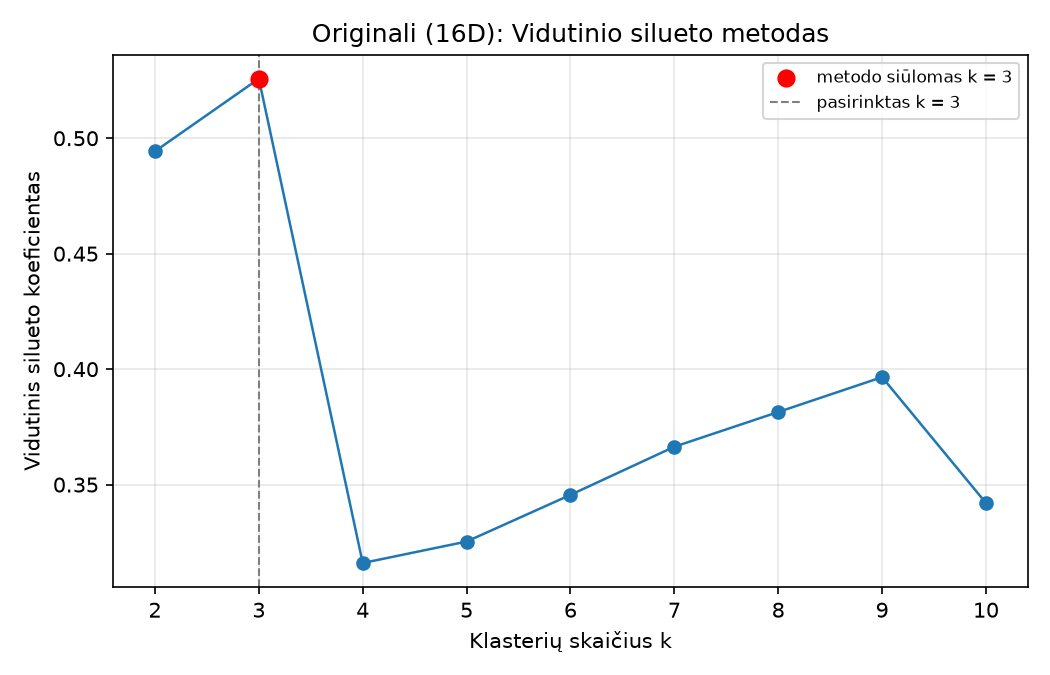 Originali (16D): Vidutinio silueto metodas
metodo siūlomas k = 3
pasirinktas k = 3
Vidutinis silueto koeficientas
0.50
0.45
0.40
0.35
2 3 4 5 6 7 8 9 10
Klasterių skaičius k